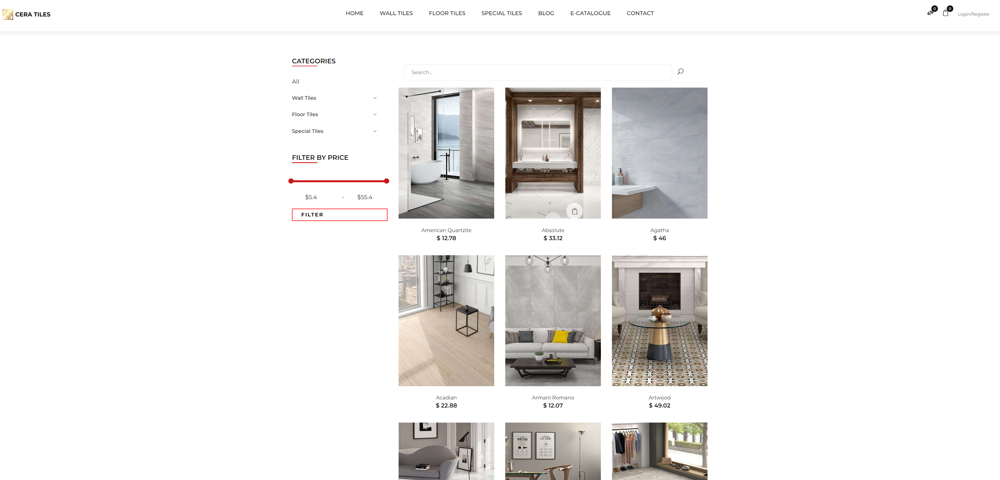 CERA TILES
HOME WALL TILES FLOOR TILES SPECIAL TILES BLOG E-CATALOGUE CONTACT
0 0 Login/Register
CATEGORIES
All
Wall Tiles
Floor Tiles
Special Tiles
FILTER BY PRICE
$5.4 - $55.4
FILTER
Search...
American Quartzite
$ 12.78
Absolute
$ 33.12
Agatha
$ 46
Acadian
$ 22.88
Armani Romano
$ 12.07
Artwood
$ 49.02
WINE GUIDE
COFFEE
GUIDE